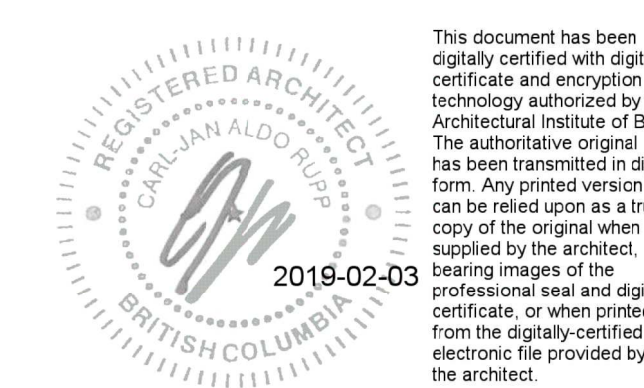 REGISTERED ARCHITECT
CARL-JAN ALDO RUPP
BRITISH COLUMBIA
2019-02-03
This document has been
digitally certified with digit
certificate and encryption
technology authorized by
Architectural Institute of B
The authoritative original
has been transmitted in di
form. Any printed version
can be relied upon as a tr
copy of the original when
supplied by the architect,
bearing images of the
professional seal and digi
certificate, or when printe
from the digitally-certified
electronic file provided by
the architect.